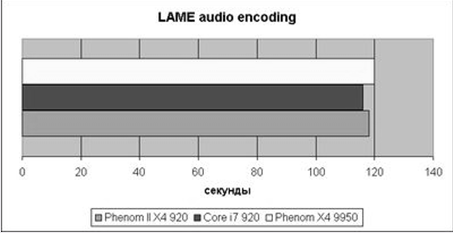 LAME audio encoding
0 20 40 60 80 100 120 140
секунды
Phenom II X4 920 Core i7 920 Phenom X4 9950